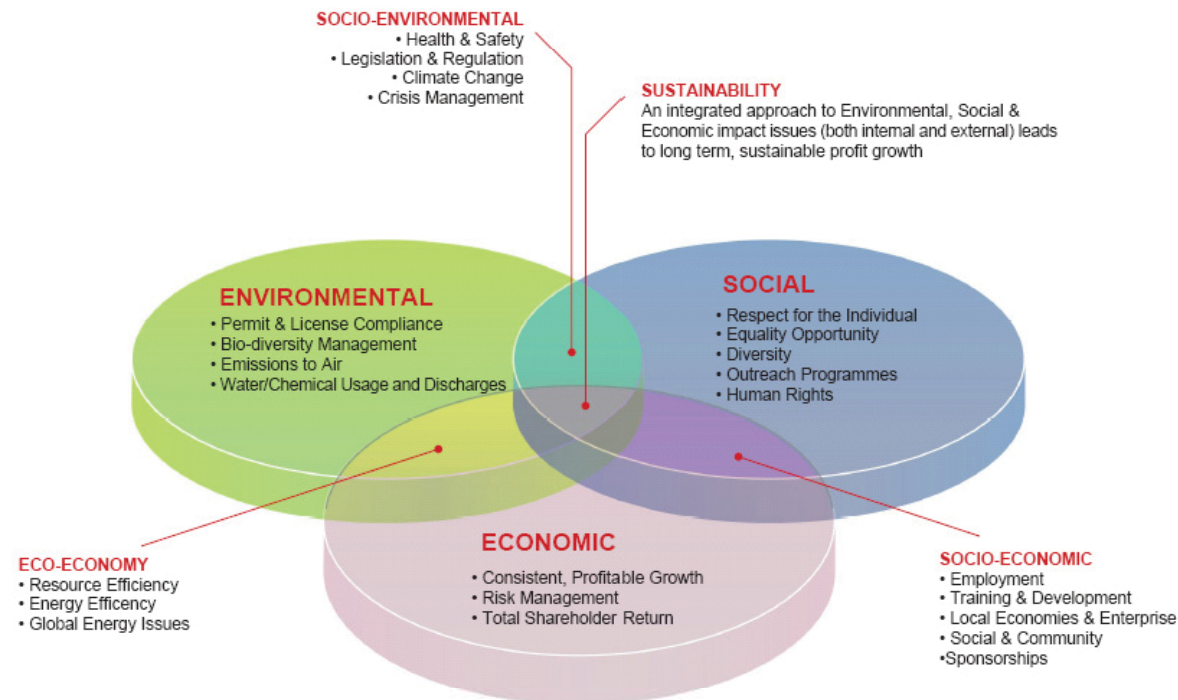 SOCIO-ENVIRONMENTAL
• Health & Safety
• Legislation & Regulation
• Climate Change
• Crisis Management
SUSTAINABILITY
An integrated approach to Environmental, Social &
Economic impact issues (both internal and external) leads
to long term, sustainable profit growth
ENVIRONMENTAL
• Permit & License Compliance
• Bio-diversity Management
• Emissions to Air
• Water/Chemical Usage and Discharges
SOCIAL
• Respect for the Individual
• Equality Opportunity
• Diversity
• Outreach Programmes
• Human Rights
ECO-ECONOMY
• Resource Efficiency
• Energy Efficency
• Global Energy Issues
ECONOMIC
• Consistent, Profitable Growth
• Risk Management
• Total Shareholder Return
SOCIO-ECONOMIC
• Employment
• Training & Development
• Local Economies & Enterprise
• Social & Community
•Sponsorships